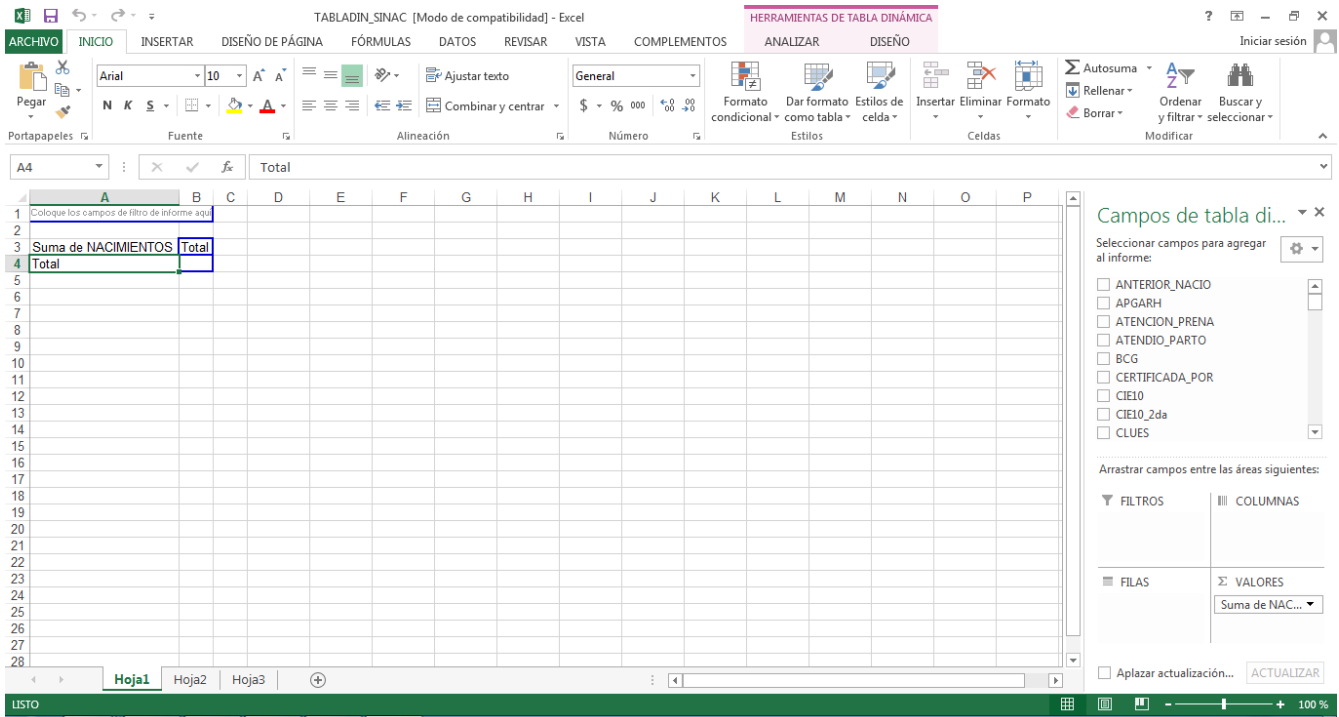 TABLADIN_SINAC [Modo de compatibilidad] - Excel
HERRAMIENTAS DE TABLA DINÁMICA
?
ARCHIVO INICIO INSERTAR DISEÑO DE PÁGINA FÓRMULAS DATOS REVISAR VISTA COMPLEMENTOS ANALIZAR DISEÑO Iniciar sesión
Pegar
Portapapeles
Arial 10 A A
N K S A
Fuente
Ajustar texto
Combinar y centrar
Alineación
General
$ % 000
Número
Formato condicional
Dar formato como tabla
Estilos de celda
Estilos
Insertar Eliminar Formato
Celdas
Σ Autosuma
Rellenar
Borrar
Ordenar y filtrar
Buscar y seleccionar
Modificar
A4 fx Total
A B C D E F G H I J K L M N O P
1 Coloque los campos de filtro de informe aquí
2
3 Suma de NACIMIENTOS Total
4 Total
5
6
7
8
9
10
11
12
13
14
15
16
17
18
19
20
21
22
23
24
25
26
27
28
Campos de tabla di...
Seleccionar campos para agregar
al informe:
ANTERIOR_NACIO
APGARH
ATENCION_PRENA
ATENDIO_PARTO
BCG
CERTIFICADA_POR
CIE10
CIE10_2da
CLUES
Arrastrar campos entre las áreas siguientes:
FILTROS
COLUMNAS
FILAS
Σ VALORES
Suma de NAC...
Aplazar actualización... ACTUALIZAR
Hoja1 Hoja2 Hoja3
LISTO
100 %